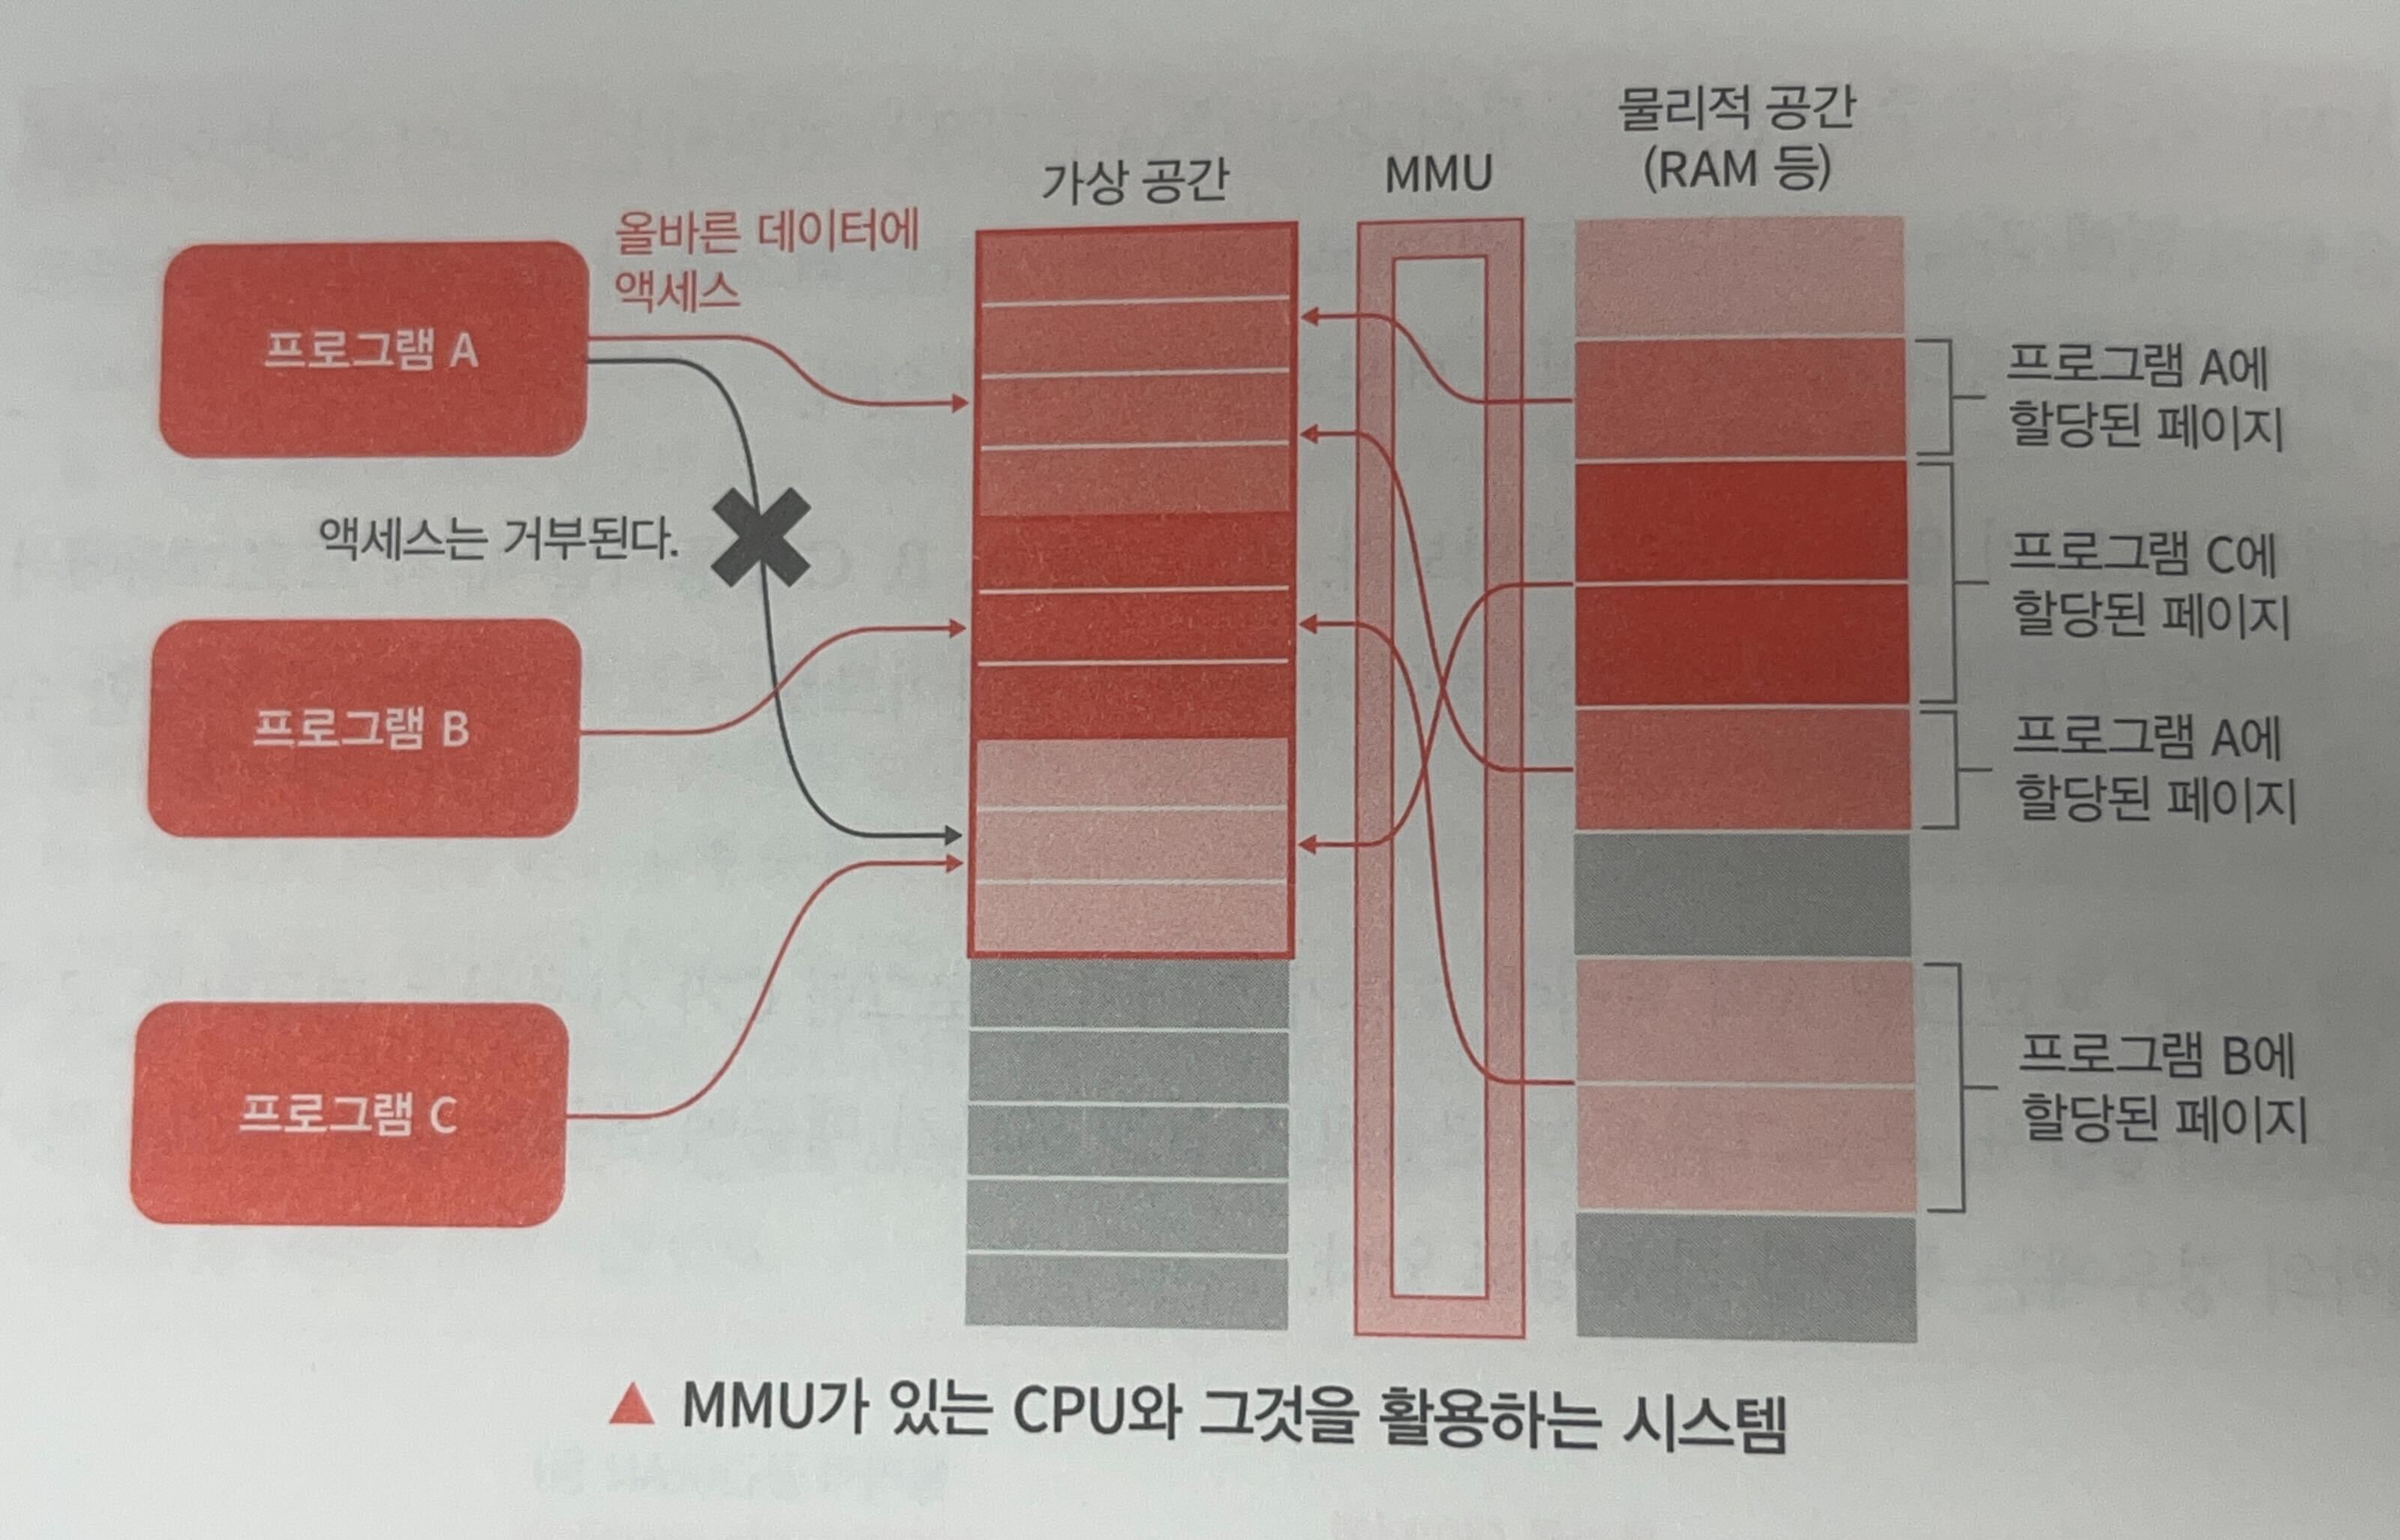 물리적 공간
(RAM 등)
가상 공간
MMU
올바른 데이터에
액세스
프로그램 A
액세스는 거부된다.
프로그램 B
프로그램 C
프로그램 A에
할당된 페이지
프로그램 C에
할당된 페이지
프로그램 A에
할당된 페이지
프로그램 B에
할당된 페이지
▲ MMU가 있는 CPU와 그것을 활용하는 시스템